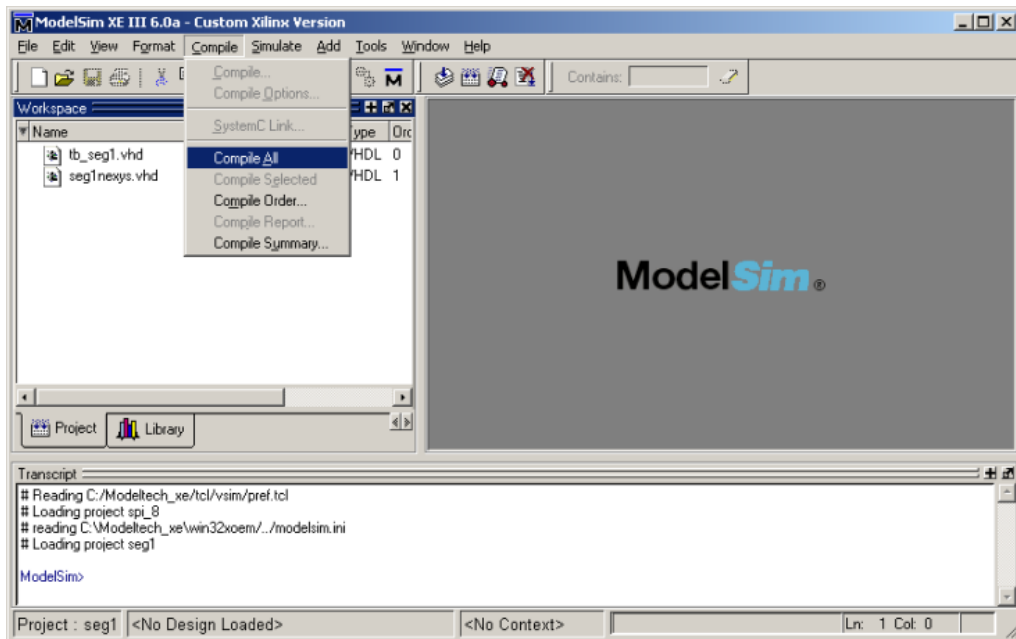 ModelSim XE III 6.0a - Custom Xilinx Version
File Edit View Format Compile Simulate Add Tools Window Help
Contains:
Compile...
Compile Options...
SystemC Link...
Compile All
Compile Selected
Compile Order...
Compile Report...
Compile Summary...
Workspace
Name ype Orc
tb_seg1.vhd HDL 0
seg1nexys.vhd HDL 1
Project Library
ModelSim ®
Transcript
# Reading C:/Modeltech_xe/tcl/vsim/pref.tcl
# Loading project spi_8
# reading C:\Modeltech_xe\win32xoem/../modelsim.ini
# Loading project seg1
ModelSim>
Project : seg1 <No Design Loaded> <No Context> Ln: 1 Col: 0